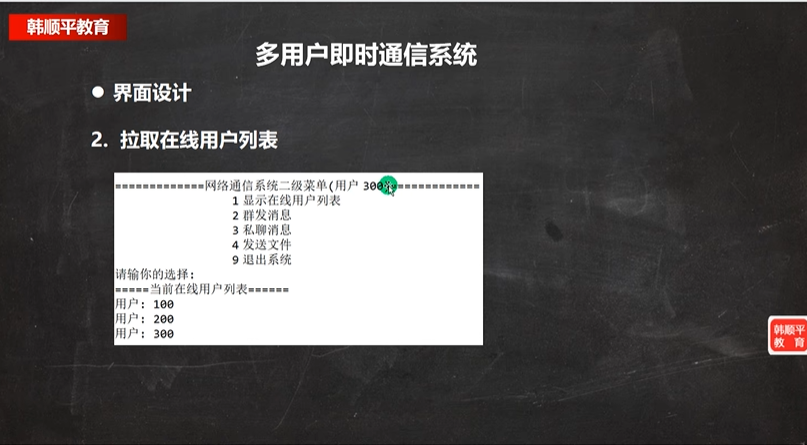 韩顺平教育
多用户即时通信系统
● 界面设计
2. 拉取在线用户列表
=============网络通信系统二级菜单(用户 300)=============
1 显示在线用户列表
2 群发消息
3 私聊消息
4 发送文件
9 退出系统
请输你的选择:
=====当前在线用户列表======
用户: 100
用户: 200
用户: 300
韩顺平
教 育